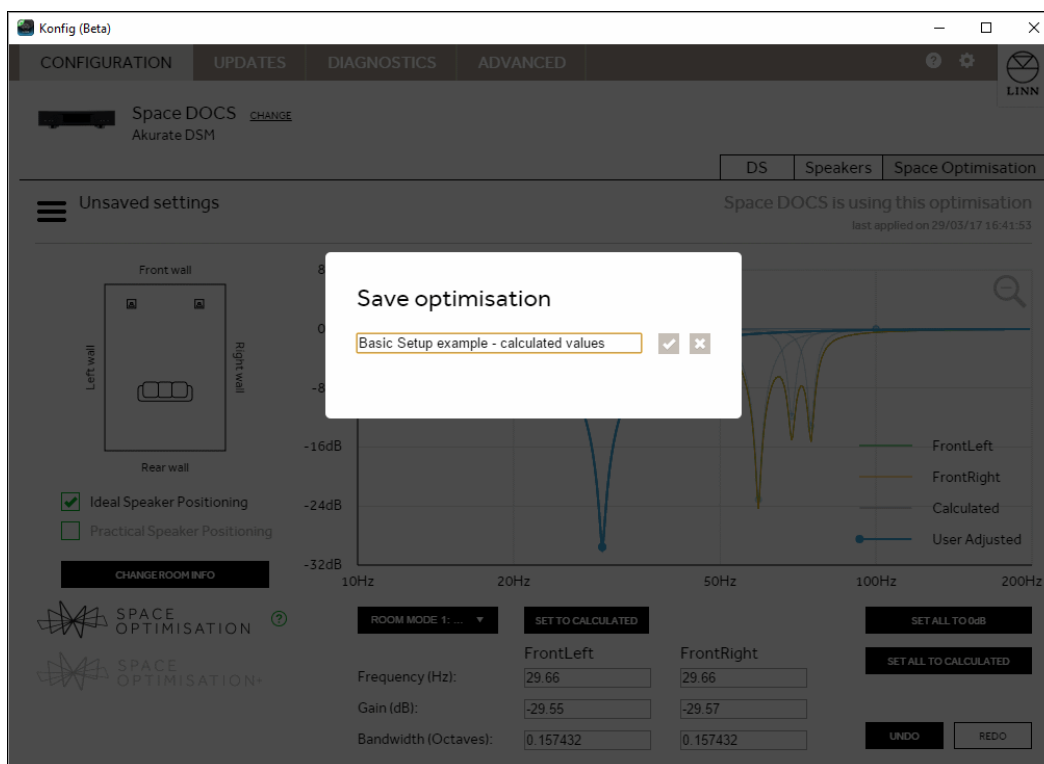 Konfig (Beta)
CONFIGURATION UPDATES DIAGNOSTICS ADVANCED
LINN
Space DOCS CHANGE
Akurate DSM
DS Speakers Space Optimisation
Unsaved settings
Space DOCS is using this optimisation
last applied on 29/03/17 16:41:53
Front wall
Left wall
Right wall
Rear wall
Save optimisation
Basic Setup example - calculated values
8
0
-8
-16dB
-24dB
-32dB
10Hz 20Hz 50Hz 100Hz 200Hz
FrontLeft
FrontRight
Calculated
User Adjusted
Ideal Speaker Positioning
Practical Speaker Positioning
CHANGE ROOM INFO
SPACE
OPTIMISATION ?
SPACE
OPTIMISATION+
ROOM MODE 1: ... SET TO CALCULATED SET ALL TO 0dB
FrontLeft FrontRight SET ALL TO CALCULATED
Frequency (Hz): 29.66 29.66
Gain (dB): -29.55 -29.57
Bandwidth (Octaves): 0.157432 0.157432
UNDO REDO